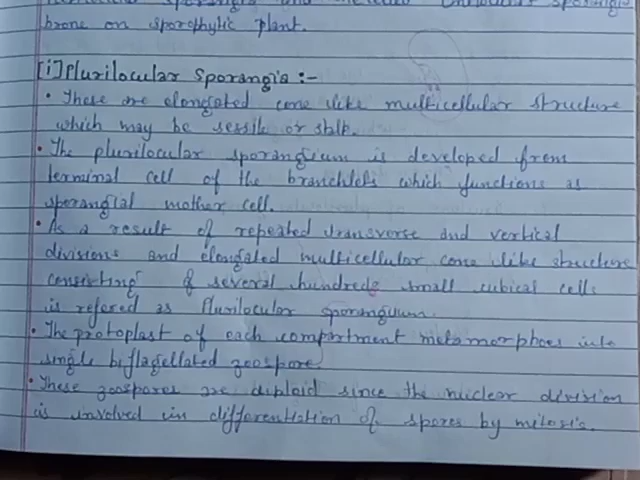 brone on sporophytic plant.
[i] Plurilocular Sporangia :-
• These are elongated cone like multicellular structure
which may be sessile or stalk.
• The plurilocular sporangium is developed from
terminal cell of the branchlets which functions as
sporangial mother cell.
• As a result of repeated transverse and vertical
divisions and elongated multicellular cone like structure
consisting of several hundreds small cubical cells
is refered as Plurilocular sporangium.
• The protoplast of each compartment metamorphoes into
single biflagellated zoospore.
• These zoospores are diploid since the nuclear division
is involved in differentiation of spores by mitosis.